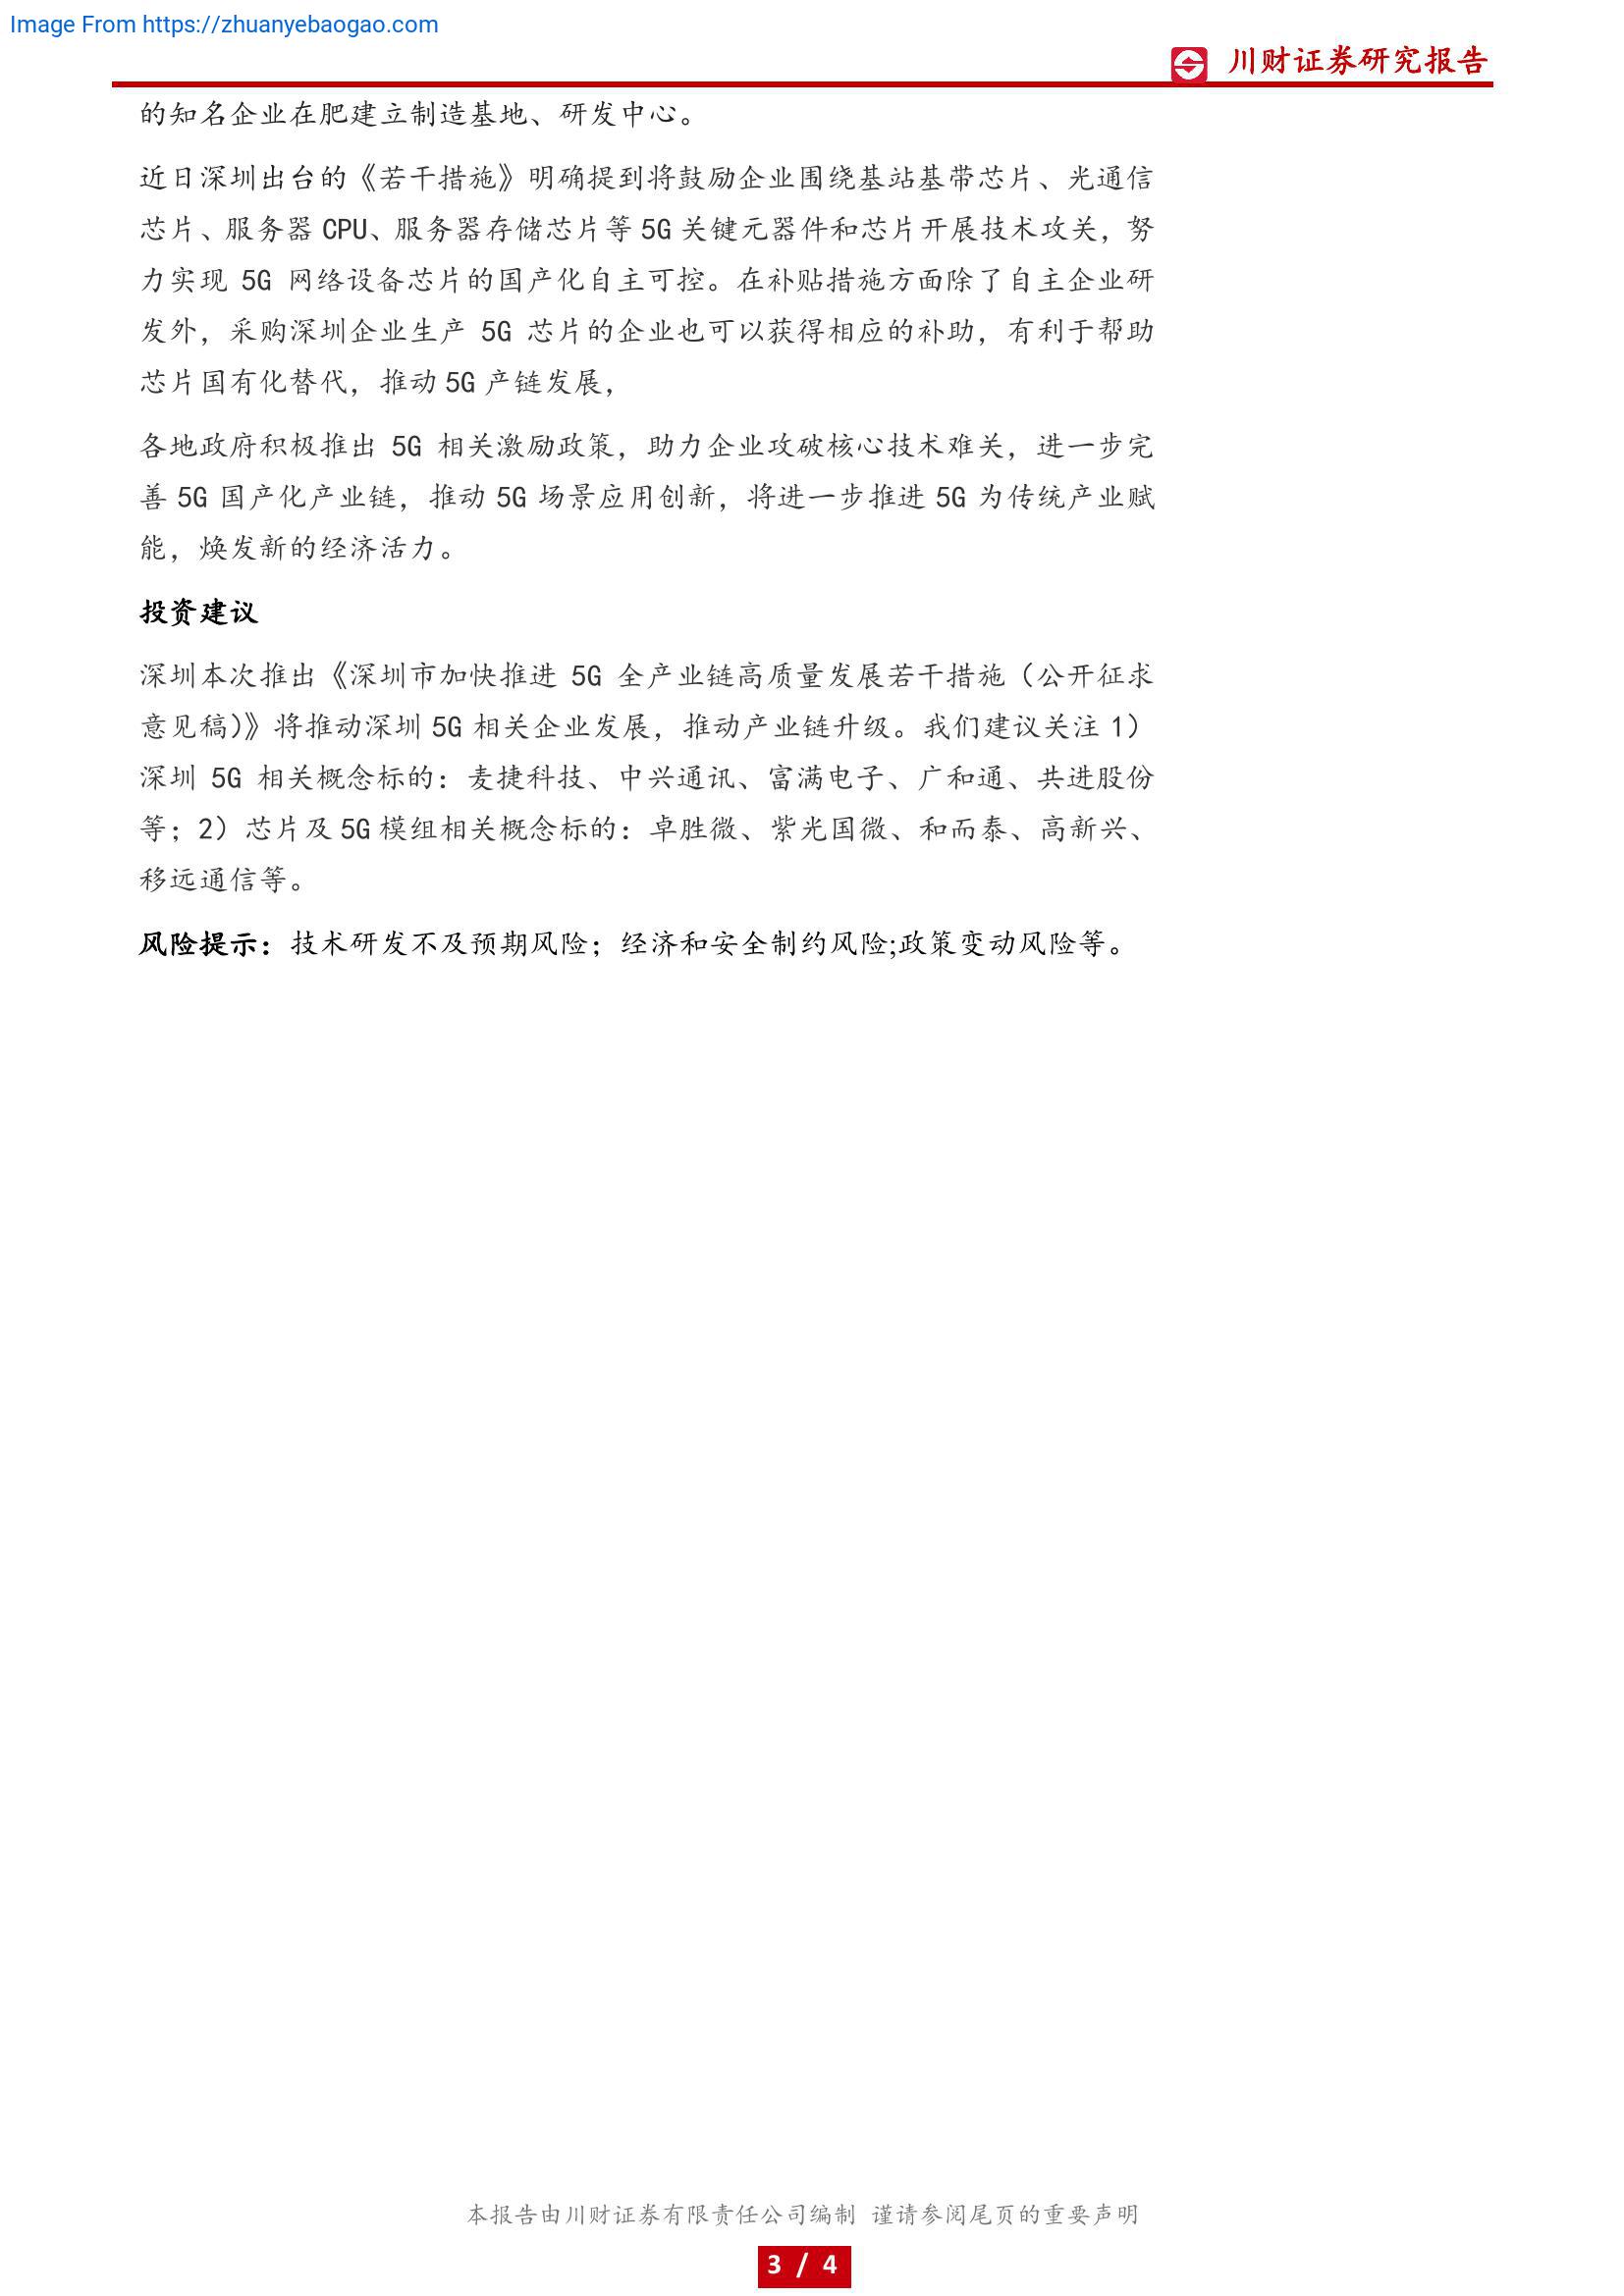 Image From https://zhuanyebaogao.com
川财证券研究报告
的知名企业在肥建立制造基地、研发中心。
近日深圳出台的《若干措施》明确提到将鼓励企业围绕基站基带芯片、光通信
芯片、服务器 CPU、服务器存储芯片等 5G 关键元器件和芯片开展技术攻关，努
力实现 5G 网络设备芯片的国产化自主可控。在补贴措施方面除了自主企业研
发外，采购深圳企业生产 5G 芯片的企业也可以获得相应的补助，有利于帮助
芯片国有化替代，推动 5G 产链发展，
各地政府积极推出 5G 相关激励政策，助力企业攻破核心技术难关，进一步完
善 5G 国产化产业链，推动 5G 场景应用创新，将进一步推进 5G 为传统产业赋
能，焕发新的经济活力。
投资建议
深圳本次推出《深圳市加快推进 5G 全产业链高质量发展若干措施（公开征求
意见稿）》将推动深圳 5G 相关企业发展，推动产业链升级。我们建议关注 1）
深圳 5G 相关概念标的：麦捷科技、中兴通讯、富满电子、广和通、共进股份
等；2）芯片及 5G 模组相关概念标的：卓胜微、紫光国微、和而泰、高新兴、
移远通信等。
风险提示：技术研发不及预期风险；经济和安全制约风险;政策变动风险等。
本报告由川财证券有限责任公司编制 谨请参阅尾页的重要声明
3 / 4